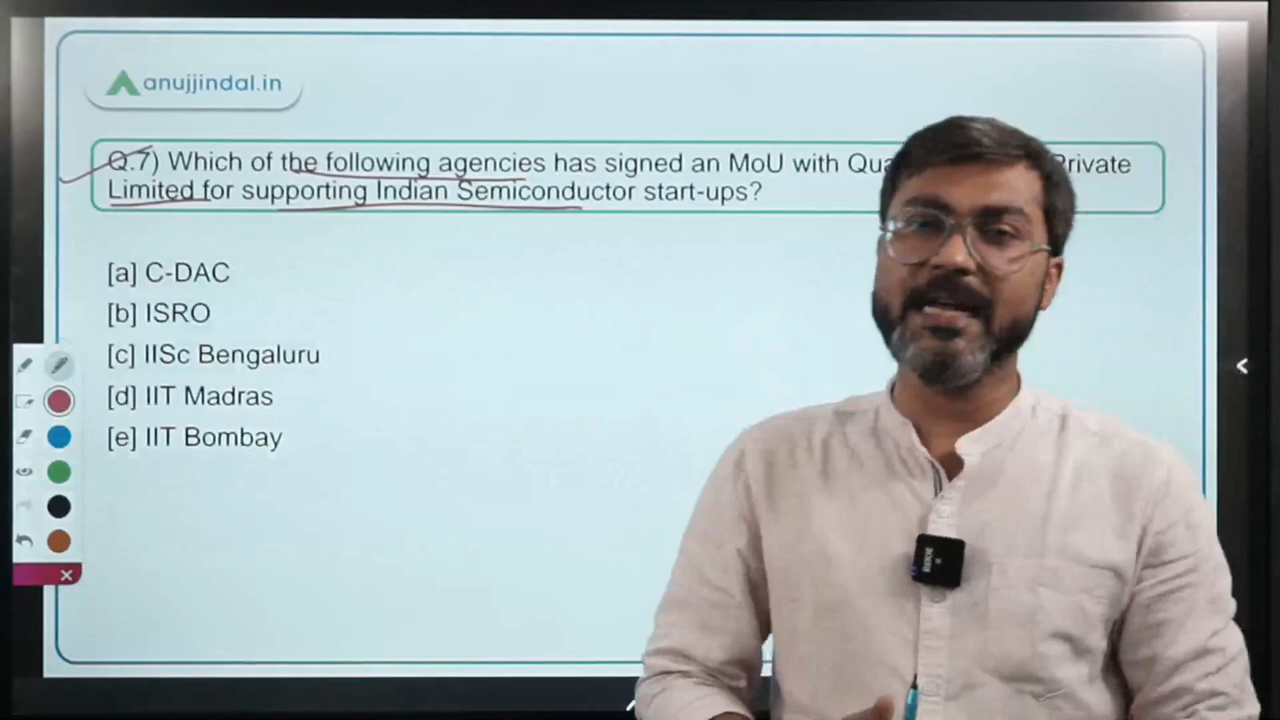 anujjindal.in
Q.7) Which of the following agencies has signed an MoU with Private
Limited for supporting Indian Semiconductor start-ups?
[a] C-DAC
[b] ISRO
[c] IISc Bengaluru
[d] IIT Madras
[e] IIT Bombay